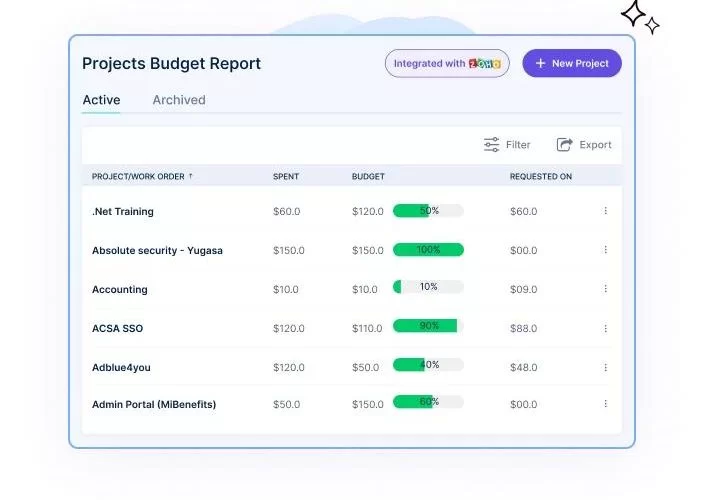 Projects Budget Report
Integrated with ZOHO
+ New Project
Active Archived
Filter Export
PROJECT/WORK ORDER ↑ SPENT BUDGET REQUESTED ON
.Net Training $60.0 $120.0 50% $60.0
Absolute security - Yugasa $150.0 $150.0 100% $00.0
Accounting $10.0 $10.0 10% $09.0
ACSA SSO $120.0 $110.0 90% $88.0
Adblue4you $120.0 $50.0 40% $48.0
Admin Portal (MiBenefits) $50.0 $150.0 60% $00.0